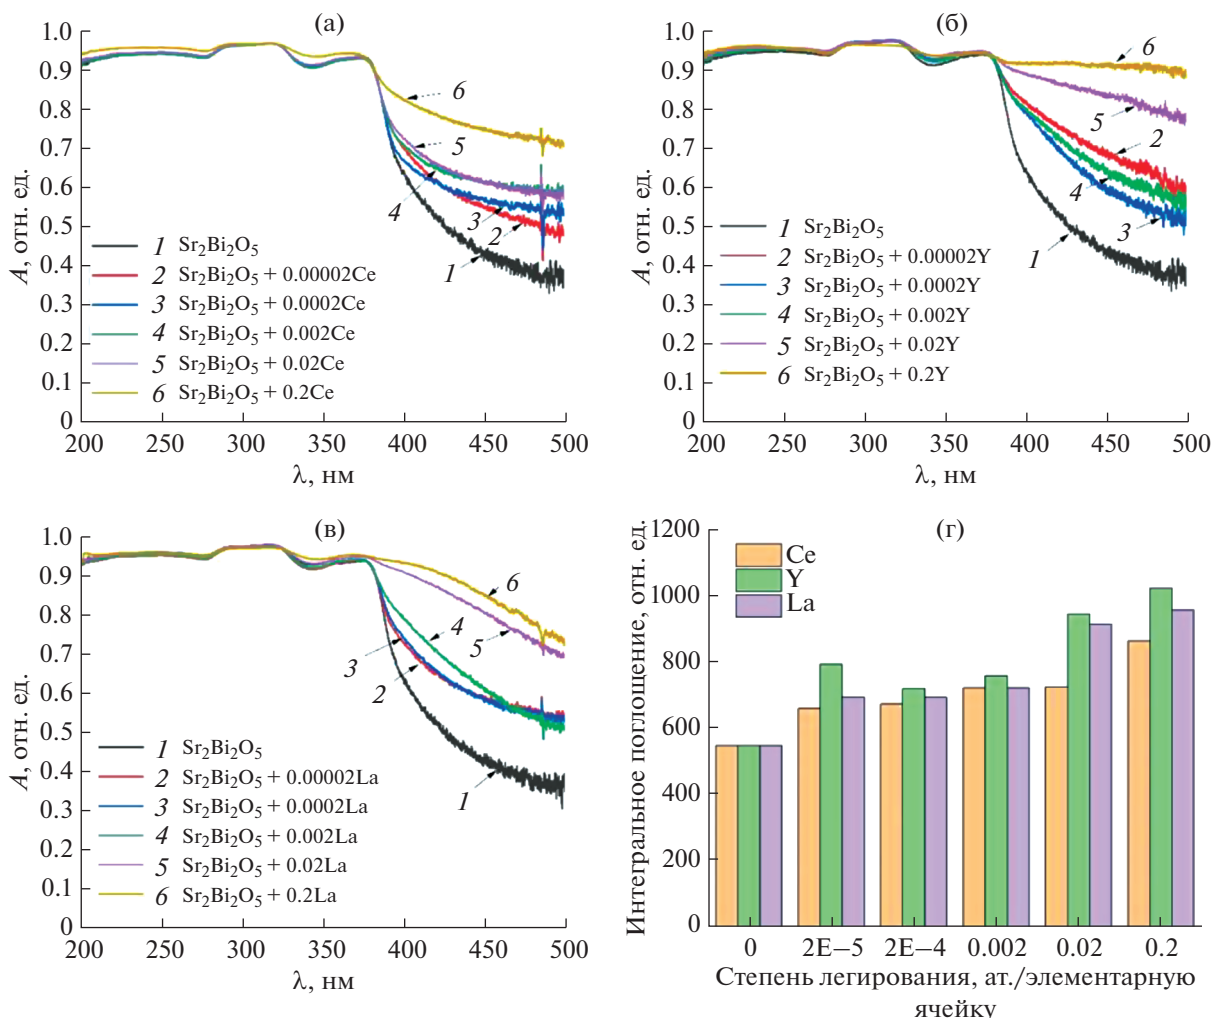 (а)
A, отн. ед.
1.0
0.9
0.8
0.7
0.6
0.5
0.4
0.3
0.2
0.1
0
6
5
4
3
2
1
1 Sr₂Bi₂O₅
2 Sr₂Bi₂O₅ + 0.00002Ce
3 Sr₂Bi₂O₅ + 0.0002Ce
4 Sr₂Bi₂O₅ + 0.002Ce
5 Sr₂Bi₂O₅ + 0.02Ce
6 Sr₂Bi₂O₅ + 0.2Ce
200 250 300 350 400 450 500
λ, нм
(б)
A, отн. ед.
1.0
0.9
0.8
0.7
0.6
0.5
0.4
0.3
0.2
0.1
0
6
5
2
4
3
1
1 Sr₂Bi₂O₅
2 Sr₂Bi₂O₅ + 0.00002Y
3 Sr₂Bi₂O₅ + 0.0002Y
4 Sr₂Bi₂O₅ + 0.002Y
5 Sr₂Bi₂O₅ + 0.02Y
6 Sr₂Bi₂O₅ + 0.2Y
200 250 300 350 400 450 500
λ, нм
(в)
A, отн. ед.
1.0
0.9
0.8
0.7
0.6
0.5
0.4
0.3
0.2
0.1
0
6
4
5
3
2
1
1 Sr₂Bi₂O₅
2 Sr₂Bi₂O₅ + 0.00002La
3 Sr₂Bi₂O₅ + 0.0002La
4 Sr₂Bi₂O₅ + 0.002La
5 Sr₂Bi₂O₅ + 0.02La
6 Sr₂Bi₂O₅ + 0.2La
200 250 300 350 400 450 500
λ, нм
(г)
Интегральное поглощение, отн. ед.
1200
1000
800
600
400
200
0
Ce
Y
La
0 2E−5 2E−4 0.002 0.02 0.2
Степень легирования, ат./элементарную
ячейку